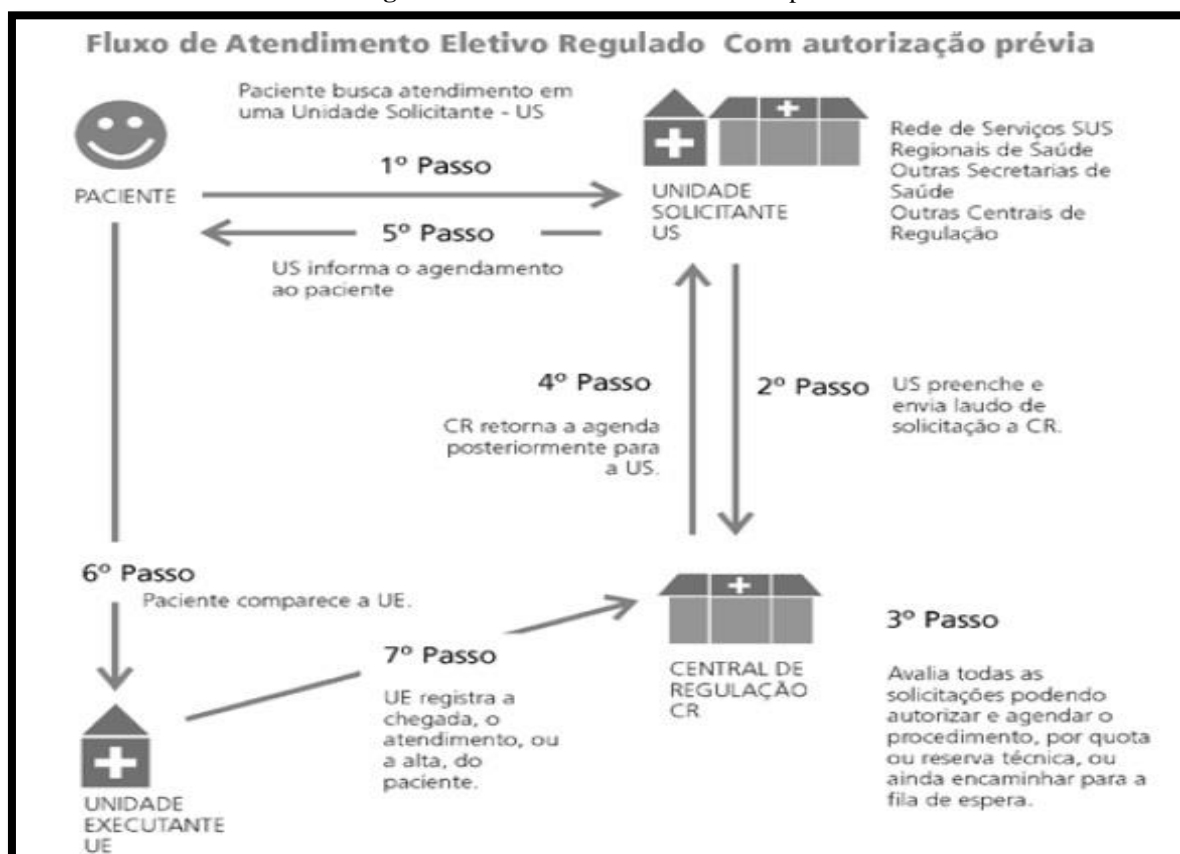 Fluxo de Atendimento Eletivo Regulado Com autorização prévia
Paciente busca atendimento em
uma Unidade Solicitante - US
1º Passo
PACIENTE
5º Passo
US informa o agendamento
ao paciente
UNIDADE
SOLICITANTE
US
Rede de Serviços SUS
Regionais de Saúde
Outras Secretarias de
Saúde
Outras Centrais de
Regulação
4º Passo
CR retorna a agenda
posteriormente para
a US.
2º Passo
US preenche e
envia laudo de
solicitação a CR.
6º Passo
Paciente comparece a UE.
7º Passo
UE registra a
chegada, o
atendimento, ou
a alta, do
paciente.
CENTRAL DE
REGULAÇÃO
CR
3º Passo
Avalia todas as
solicitações podendo
autorizar e agendar o
procedimento, por quota
ou reserva técnica, ou
ainda encaminhar para a
fila de espera.
UNIDADE
EXECUTANTE
UE